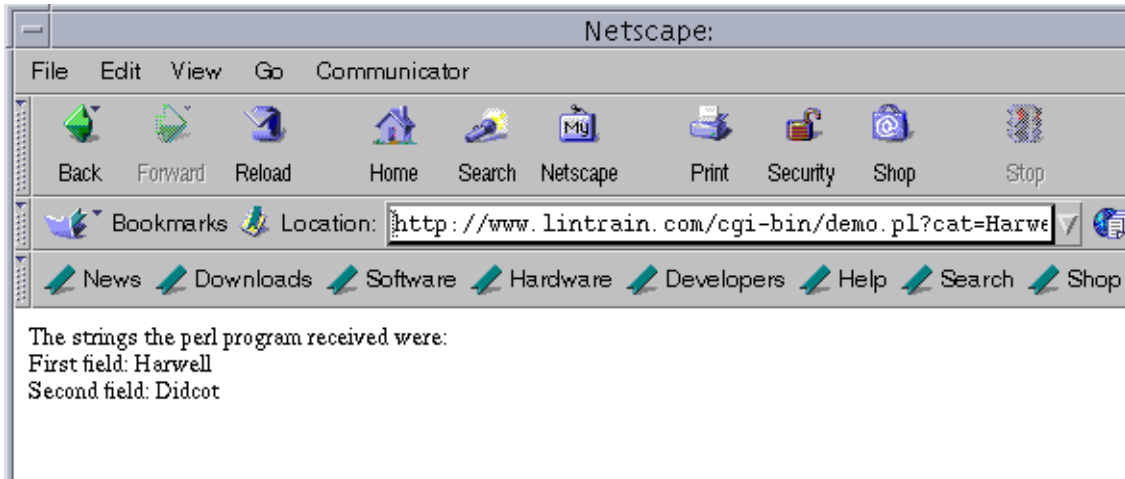 Netscape:
File Edit View Go Communicator
My
Back Forward Reload Home Search Netscape Print Security Shop Stop
Bookmarks Location: http://www.lintrain.com/cgi-bin/demo.pl?cat=Harwe
News Downloads Software Hardware Developers Help Search Shop
The strings the perl program received were:
First field: Harwell
Second field: Didcot